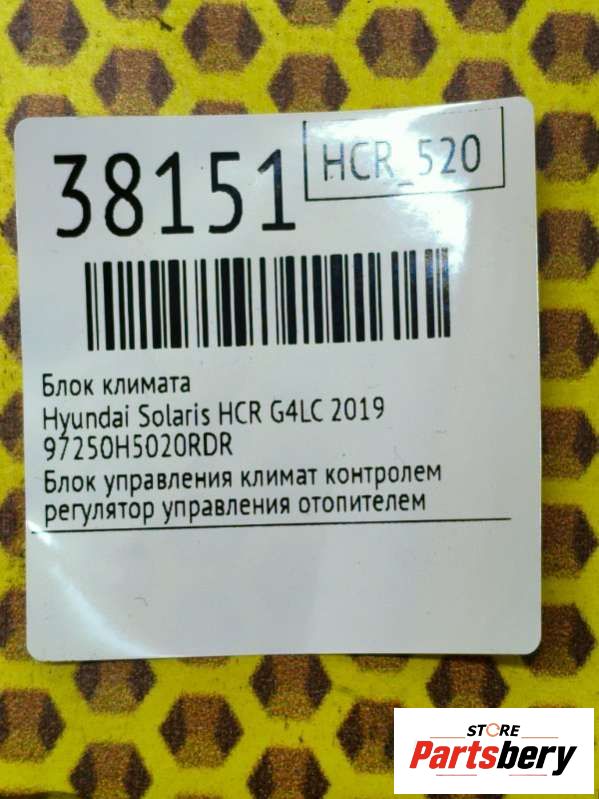 38151
HCR_520
Блок климата
Hyundai Solaris HCR G4LC 2019
97250H5020RDR
Блок управления климат контролем
регулятор управления отопителем
STORE
Partsbery